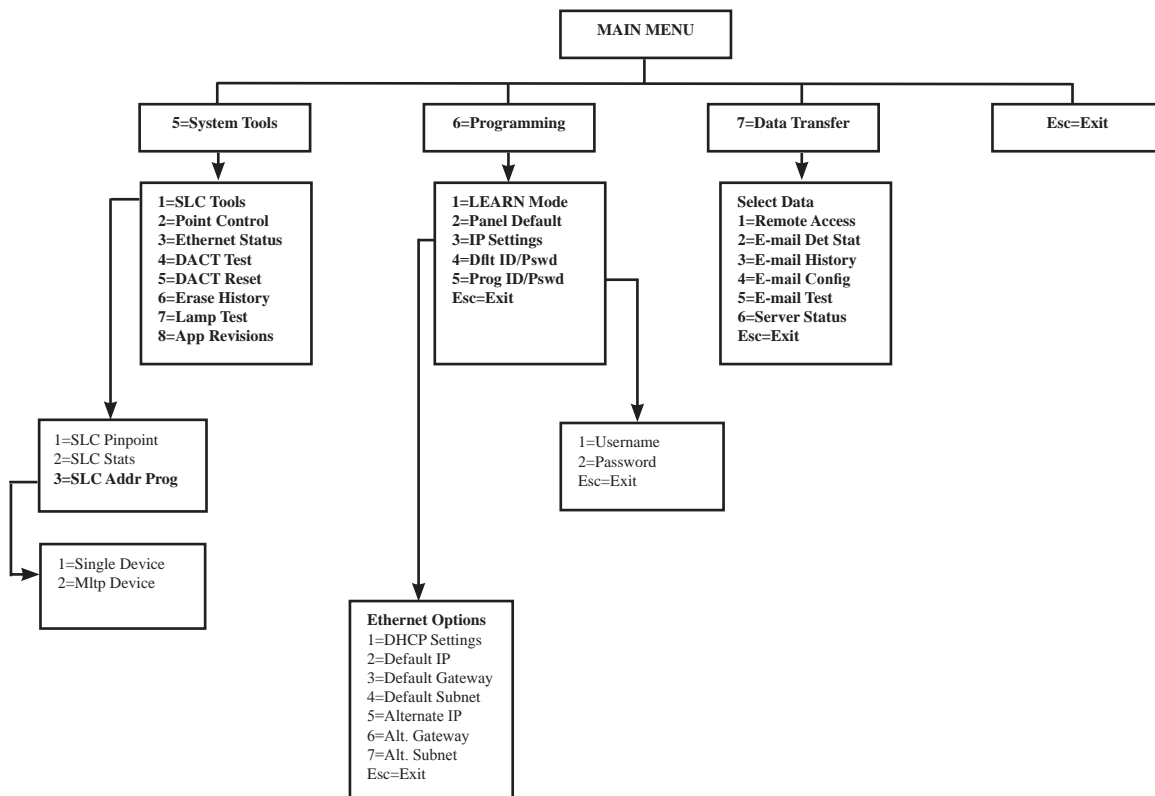 MAIN MENU
5=System Tools
6=Programming
7=Data Transfer
Esc=Exit
1=SLC Tools
2=Point Control
3=Ethernet Status
4=DACT Test
5=DACT Reset
6=Erase History
7=Lamp Test
8=App Revisions
1=LEARN Mode
2=Panel Default
3=IP Settings
4=Dflt ID/Pswd
5=Prog ID/Pswd
Esc=Exit
Select Data
1=Remote Access
2=E-mail Det Stat
3=E-mail History
4=E-mail Config
5=E-mail Test
6=Server Status
Esc=Exit
1=SLC Pinpoint
2=SLC Stats
3=SLC Addr Prog
1=Username
2=Password
Esc=Exit
1=Single Device
2=Mltp Device
Ethernet Options
1=DHCP Settings
2=Default IP
3=Default Gateway
4=Default Subnet
5=Alternate IP
6=Alt. Gateway
7=Alt. Subnet
Esc=Exit